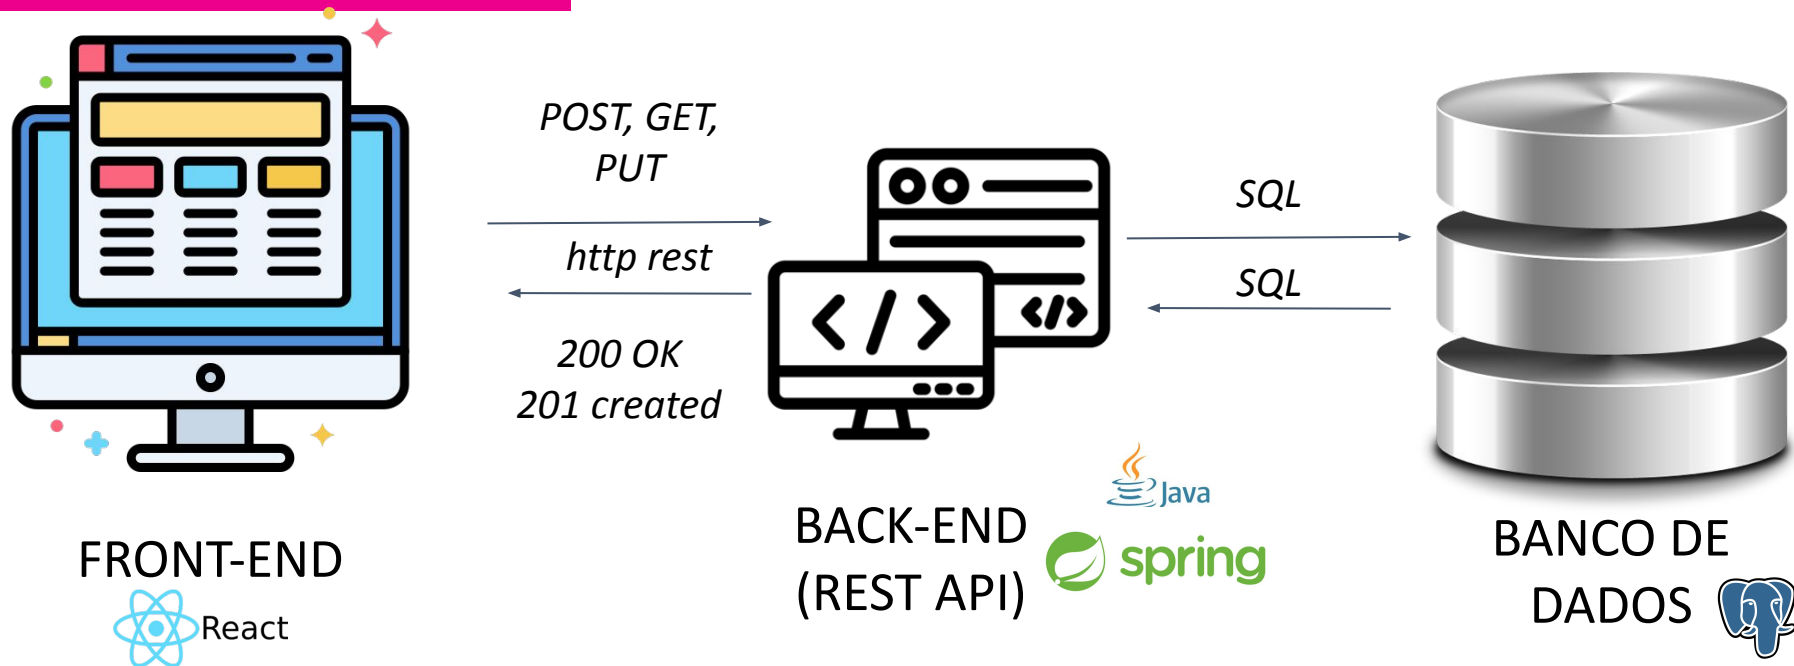 POST, GET,
PUT
http rest
200 OK
201 created
SQL
SQL
FRONT-END
React
BACK-END
(REST API)
Java
spring
BANCO DE
DADOS